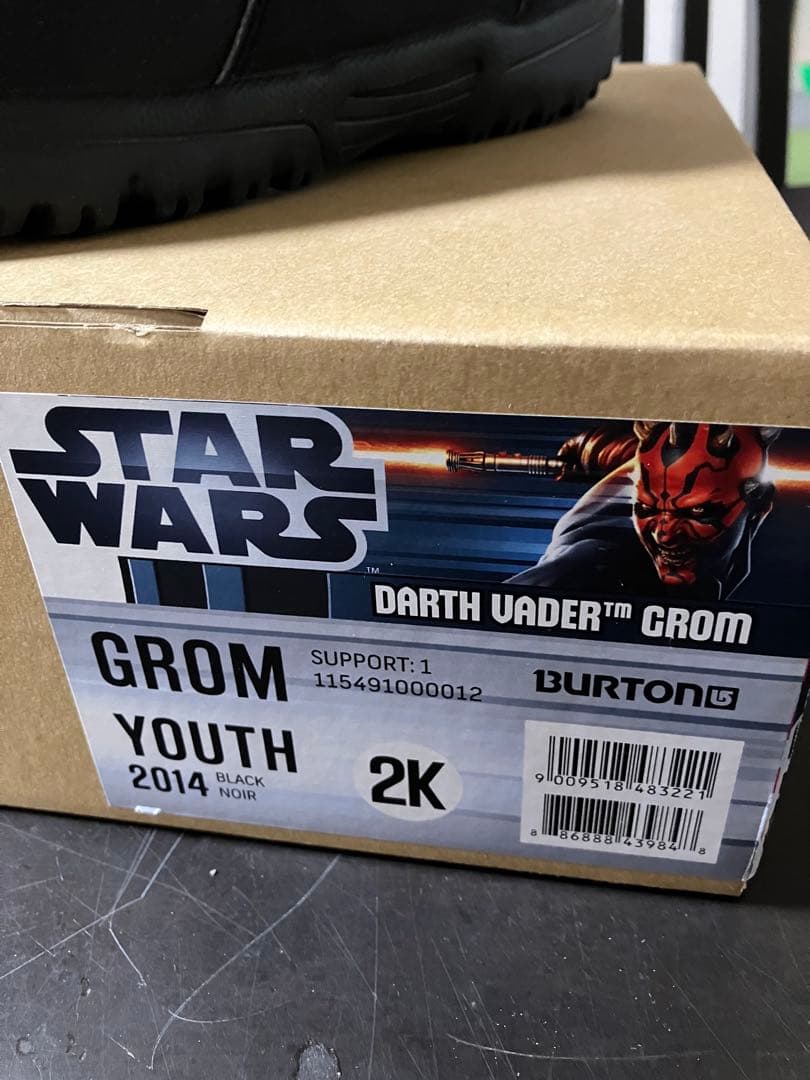 STAR
WARS
TM
DARTH VADER™ GROM
GROM
SUPPORT: 1
115491000012
BURTON
YOUTH
2014 BLACK
NOIR
2K
9 009518 483221
8 86888 43984 8